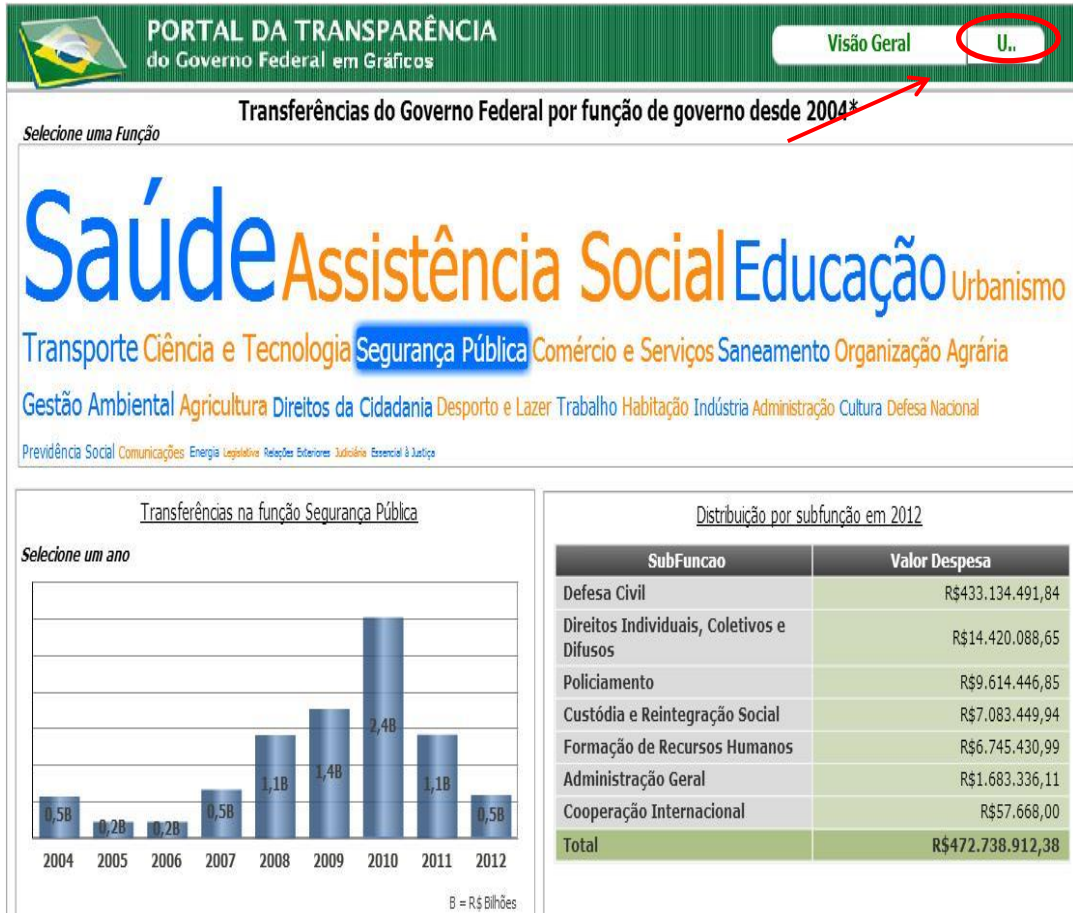 PORTAL DA TRANSPARÊNCIA
do Governo Federal em Gráficos
Visão Geral
U..
Transferências do Governo Federal por função de governo desde 2004*
Selecione uma Função
Saúde Assistência Social Educação Urbanismo
Transporte Ciência e Tecnologia Segurança Pública Comércio e Serviços Saneamento Organização Agrária
Gestão Ambiental Agricultura Direitos da Cidadania Desporto e Lazer Trabalho Habitação Indústria Administração Cultura Defesa Nacional
Previdência Social Comunicações Energia Legislativa Relações Exteriores Judiciária Essencial à Justiça
Transferências na função Segurança Pública
Selecione um ano
0,5B 0,2B 0,2B 0,5B 1,1B 1,4B 2,4B 1,1B 0,5B
2004 2005 2006 2007 2008 2009 2010 2011 2012
B = R$ Bilhões
Distribuição por subfunção em 2012
SubFuncao Valor Despesa
Defesa Civil R$433.134.491,84
Direitos Individuais, Coletivos e
Difusos R$14.420.088,65
Policiamento R$9.614.446,85
Custódia e Reintegração Social R$7.083.449,94
Formação de Recursos Humanos R$6.745.430,99
Administração Geral R$1.683.336,11
Cooperação Internacional R$57.668,00
Total R$472.738.912,38